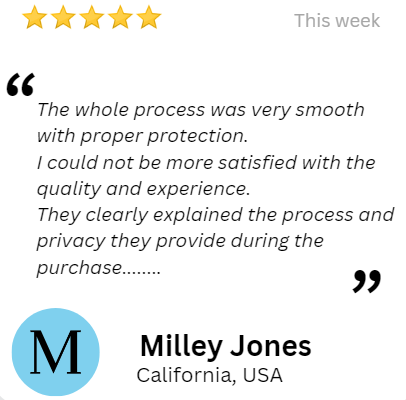 This week
“
The whole process was very smooth
with proper protection.
I could not be more satisfied with the
quality and experience.
They clearly explained the process and
privacy they provide during the
purchase........
”
M
Milley Jones
California, USA